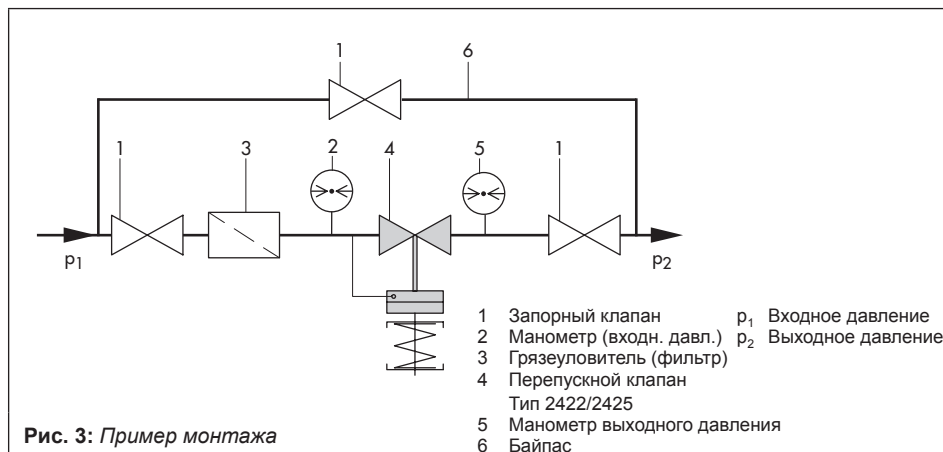 1 6
1 3 2 4 5 1
p1 p2
1 Запорный клапан p1 Входное давление
2 Манометр (входн. давл.) p2 Выходное давление
3 Грязеуловитель (фильтр)
4 Перепускной клапан
Тип 2422/2425
5 Манометр выходного давления
6 Байпас
Рис. 3: Пример монтажа